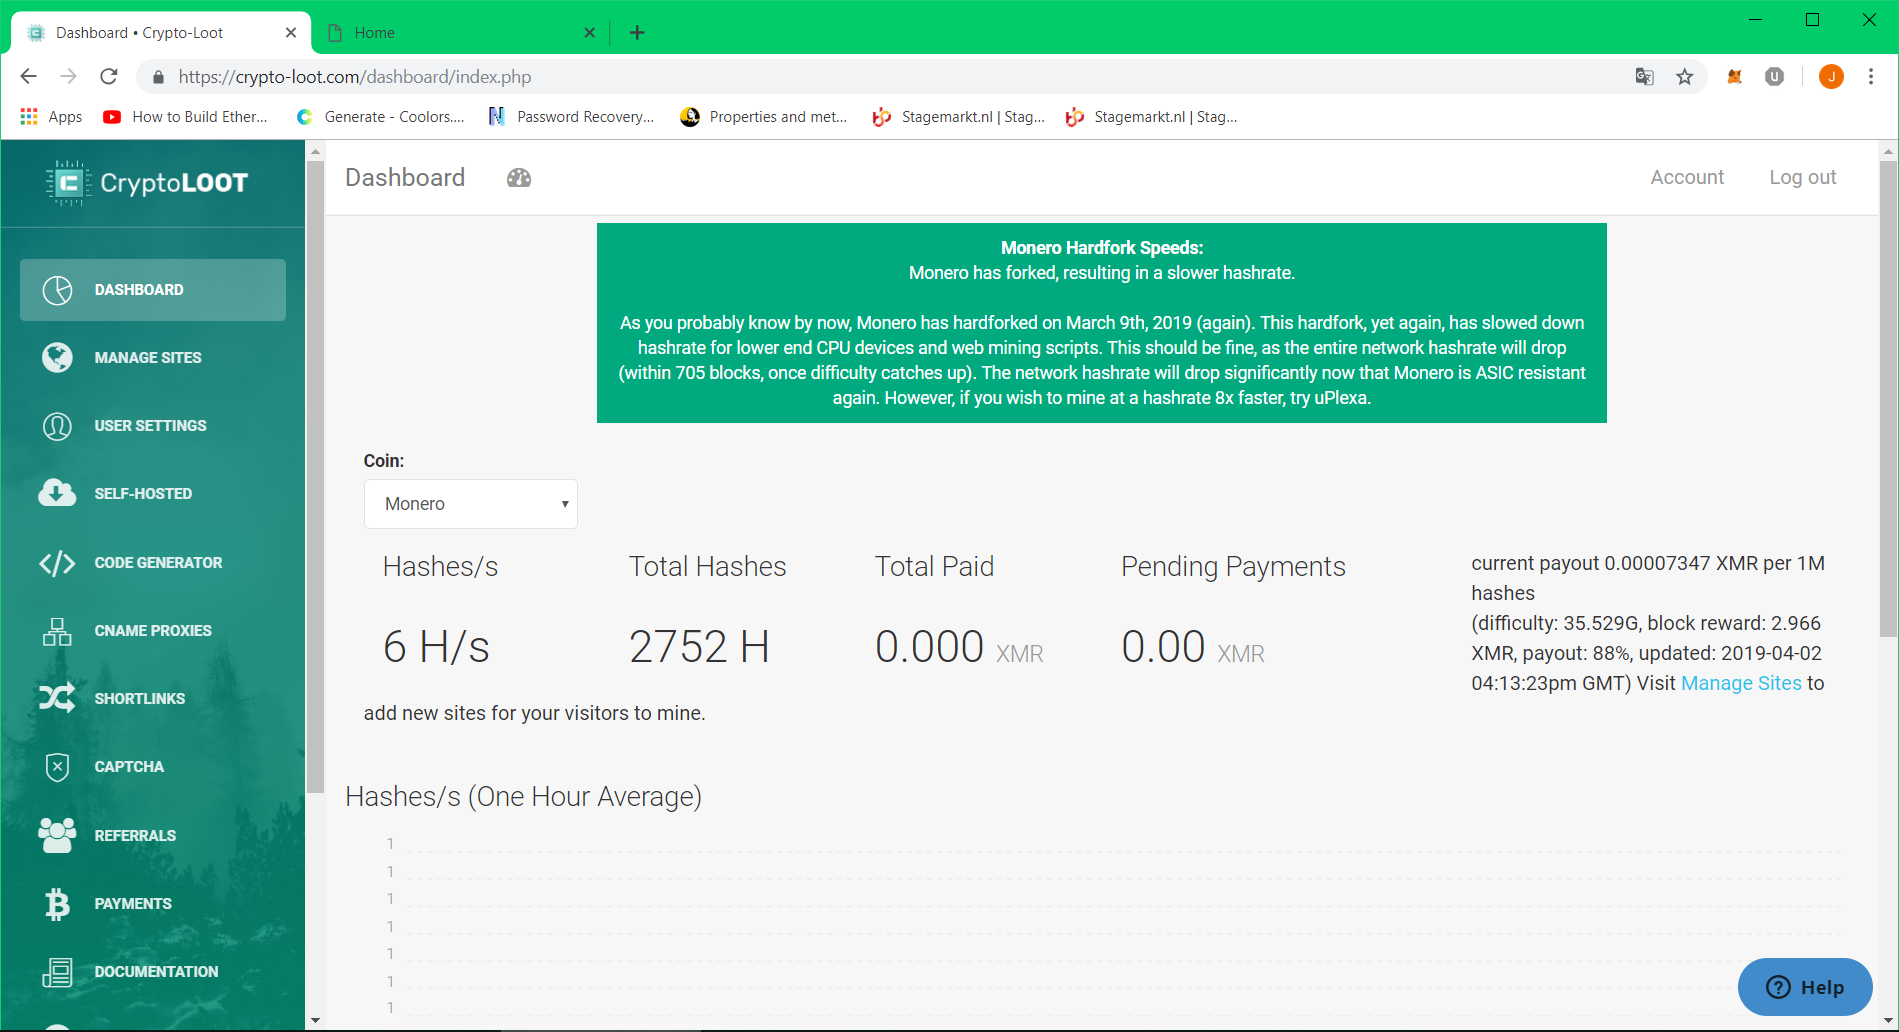 Dashboard • Crypto-Loot
Home
https://crypto-loot.com/dashboard/index.php
U
J
Apps
How to Build Ether...
Generate - Coolors....
Password Recovery...
Properties and met...
Stagemarkt.nl | Stag...
Stagemarkt.nl | Stag...
CryptoLOOT
DASHBOARD
MANAGE SITES
USER SETTINGS
SELF-HOSTED
CODE GENERATOR
CNAME PROXIES
SHORTLINKS
CAPTCHA
REFERRALS
PAYMENTS
DOCUMENTATION
Dashboard
Account
Log out
Monero Hardfork Speeds:
Monero has forked, resulting in a slower hashrate.
As you probably know by now, Monero has hardforked on March 9th, 2019 (again). This hardfork, yet again, has slowed down
hashrate for lower end CPU devices and web mining scripts. This should be fine, as the entire network hashrate will drop
(within 705 blocks, once difficulty catches up). The network hashrate will drop significantly now that Monero is ASIC resistant
again. However, if you wish to mine at a hashrate 8x faster, try uPlexa.
Coin:
Monero
Hashes/s
6 H/s
Total Hashes
2752 H
Total Paid
0.000 XMR
Pending Payments
0.00 XMR
current payout 0.00007347 XMR per 1M
hashes
(difficulty: 35.529G, block reward: 2.966
XMR, payout: 88%, updated: 2019-04-02
04:13:23pm GMT) Visit Manage Sites to
add new sites for your visitors to mine.
Hashes/s (One Hour Average)
1
1
1
1
1
1
1
Help